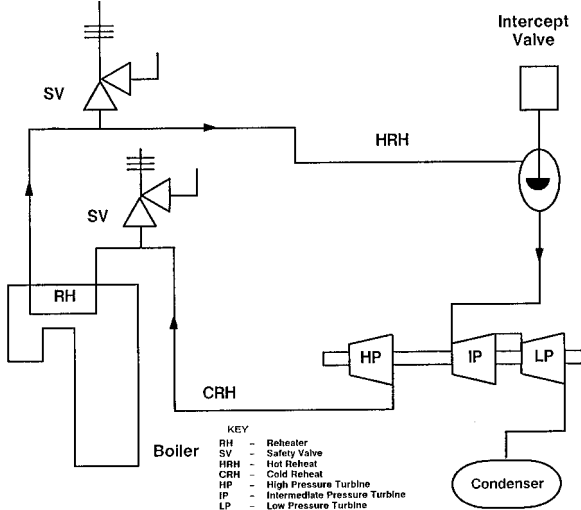 Intercept
Valve
SV
HRH
SV
RH
HP
IP
LP
CRH
Boiler
Condenser
KEY
RH – Reheater
SV – Safety Valve
HRH – Hot Reheat
CRH – Cold Reheat
HP – High Pressure Turbine
IP – Intermediate Pressure Turbine
LP – Low Pressure Turbine